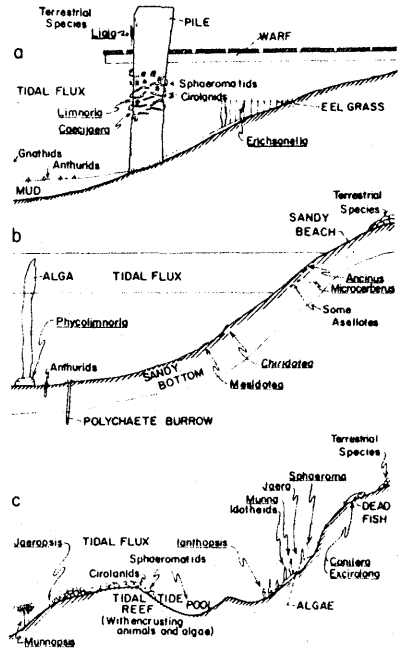 Terrestrial
Species
PILE
Ligia
a
WARF
TIDAL FLUX
Sphaeromatids
Cirolanids
Limnoria
Caecijaera
EEL GRASS
Erichsonella
Gnathids
Anthurids
MUD
Terrestrial
Species
SANDY
BEACH
b
ALGA
TIDAL FLUX
Ancinus
Microcerberus
Some
Asellotes
Phycolimnoria
Chiridotea
Anthurids
SANDY
BOTTOM
Mesidotea
POLYCHAETE BURROW
Terrestrial
Species
c
Sphaeroma
Jaera
Munna
Idotheids
DEAD
FISH
Jaeropsis
TIDAL FLUX
Ianthopsis
Sphaeromatids
Cirolanids
Canilera
Excirolana
TIDAL
REEF
TIDE
POOL
ALGAE
(With encrusting
animals and algae)
Munnopsis